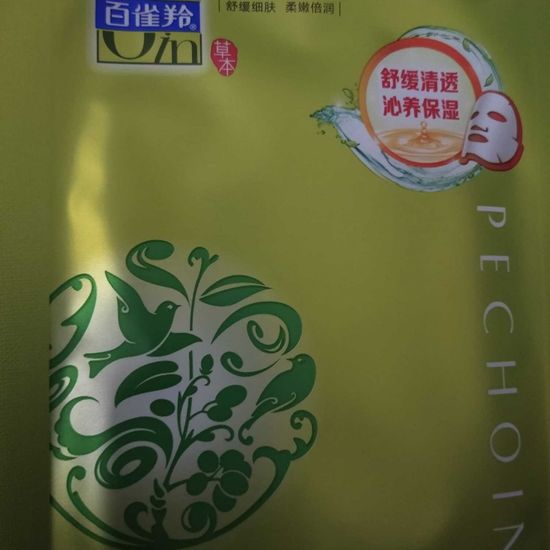 舒缓细肤 柔嫩倍润
百雀羚®
Uin
草本
舒缓清透
沁养保湿
PECHOIN